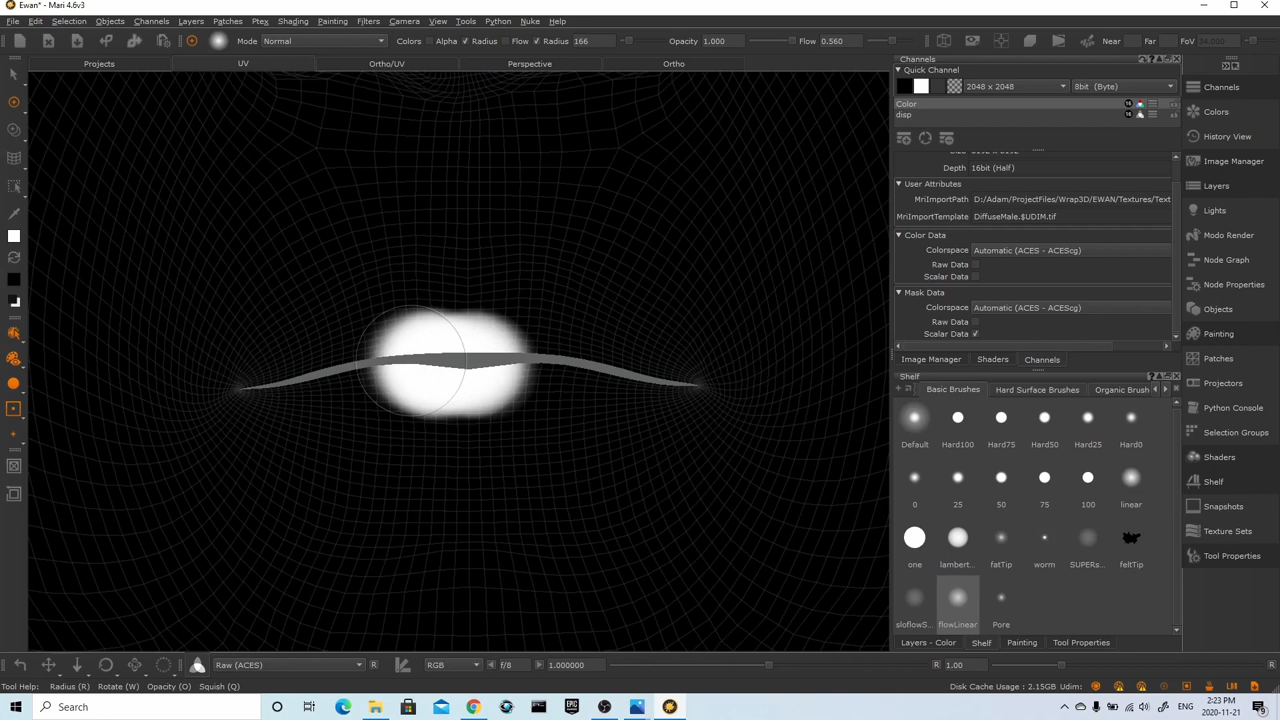 Ewan* - Mari 4.6v3
File Edit Selection Objects Channels Layers Patches Ptex Shading Painting Filters Camera View Tools Python Nuke Help
Mode Normal Colors Alpha Radius Flow Radius 166 Opacity 1.000 Flow 0.560 Near Far FoV 24.000
Projects UV Ortho/UV Perspective Ortho
Channels
Quick Channel
2048 x 2048 8bit (Byte)
Color
disp
Depth 16bit (Half)
User Attributes
MriImportPath D:/Adam/ProjectFiles/Wrap3D/EWAN/Textures/Text
MriImportTemplate DiffuseMale.$UDIM.tif
Color Data
Colorspace Automatic (ACES - ACEScg)
Raw Data
Scalar Data
Mask Data
Colorspace Automatic (ACES - ACEScg)
Raw Data
Scalar Data
Image Manager Shaders Channels
Shelf
Basic Brushes Hard Surface Brushes Organic Brush
Default Hard100 Hard75 Hard50 Hard25 Hard0
0 25 50 75 100 linear
one lambert... fatTip worm SUPERs... feltTip
sloflowS... flowLinear Pore
Layers - Color Shelf Painting Tool Properties
Channels
Colors
History View
Image Manager
Layers
Lights
Modo Render
Node Graph
Node Properties
Objects
Painting
Patches
Projectors
Python Console
Selection Groups
Shaders
Shelf
Snapshots
Texture Sets
Tool Properties
Raw (ACES) R RGB f/8 1.000000 R 1.00 R
Tool Help: Radius (R) Rotate (W) Opacity (O) Squish (Q) Disk Cache Usage : 2.15GB Udim:
Search
2:23 PM
2020-11-21
9